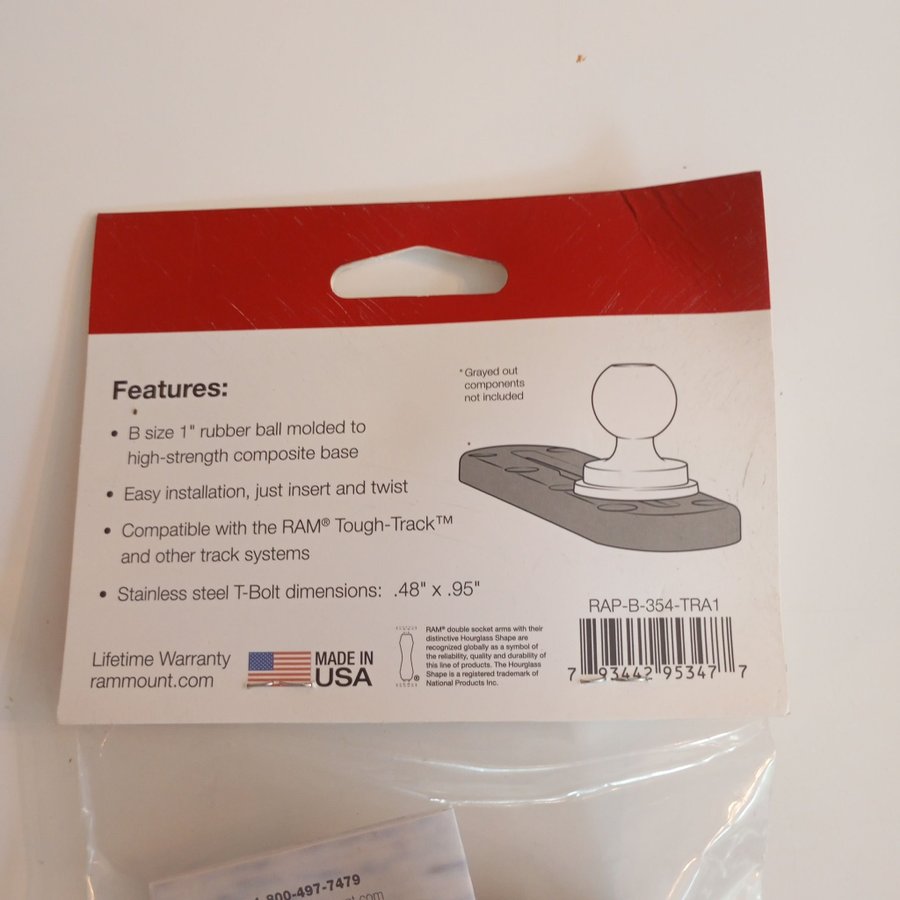 Features:
• B size 1" rubber ball molded to
high-strength composite base
• Easy installation, just insert and twist
• Compatible with the RAM® Tough-Track™
and other track systems
• Stainless steel T-Bolt dimensions: .48" x .95"
*Grayed out
components
not included
Lifetime Warranty
rammount.com
MADE IN
USA
®
RAM® double socket arms with their
distinctive Hourglass Shape are
recognized globally as a symbol of
the reliability, quality and durability of
this line of products. The Hourglass
Shape is a registered trademark of
National Products Inc.
RAP-B-354-TRA1
7 93442 95347 7
800-497-7479